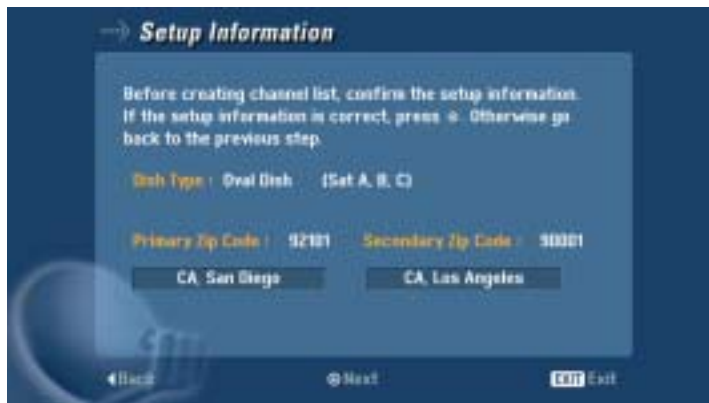 Setup Information
Before creating channel list, confirm the setup information.
If the setup information is correct, press ⊙. Otherwise go
back to the previous step.
Dish Type : Oval Dish (Sat A, B, C)
Primary Zip Code : 92101 Secondary Zip Code : 90001
CA, San Diego CA, Los Angeles
Back Next EXIT Exit